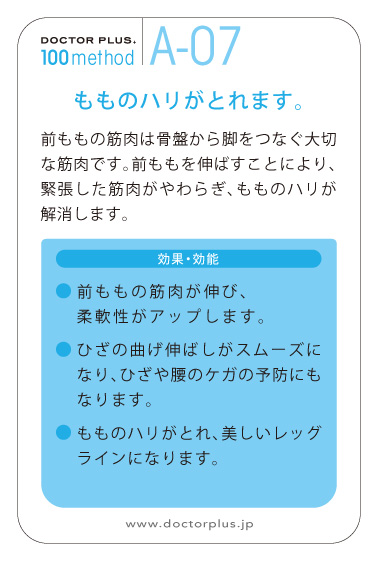 DOCTOR PLUS.
100method
A-07
もものハリがとれます。
前ももの筋肉は骨盤から脚をつなぐ大切
な筋肉です。前ももを伸ばすことにより、
緊張した筋肉がやわらぎ、もものハリが
解消します。
効果・効能
● 前ももの筋肉が伸び、
柔軟性がアップします。
● ひざの曲げ伸ばしがスムーズに
なり、ひざや腰のケガの予防にも
なります。
● もものハリがとれ、美しいレッグ
ラインになります。
www.doctorplus.jp